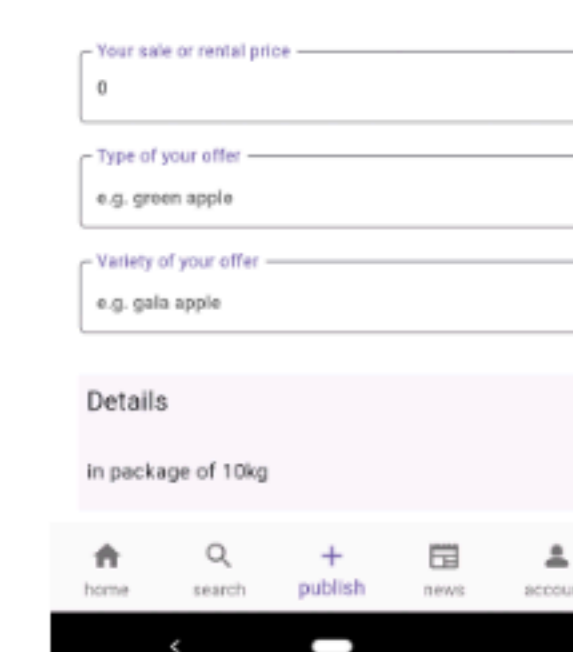 Your sale or rental price
0
Type of your offer
e.g. green apple
Variety of your offer
e.g. gala apple
Details
in package of 10kg
home search publish news accou